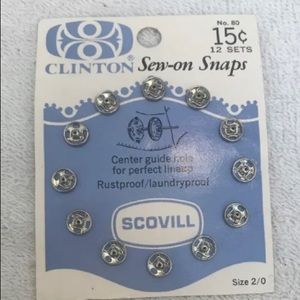 No. 80
15¢
12 SETS
CLINTON® Sew-on Snaps
Center guide hole
for perfect lineup
Rustproof/laundryproof
SCOVILL
Size 2/0